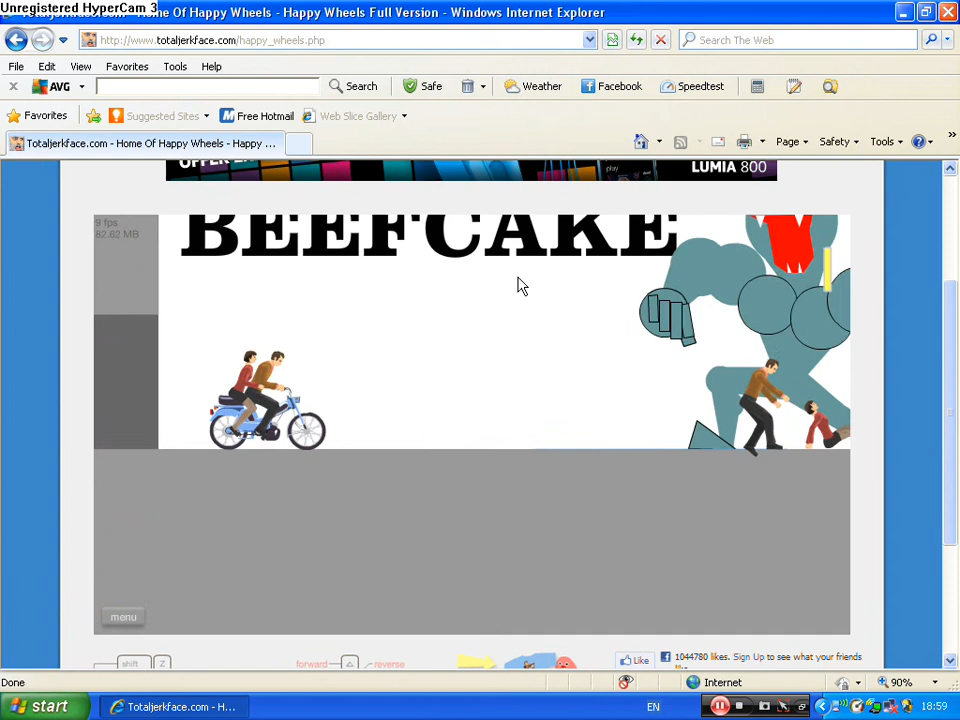 Unregistered HyperCam 3
Home Of Happy Wheels - Happy Wheels Full Version - Windows Internet Explorer
http://www.totaljerkface.com/happy_wheels.php
Search The Web
File Edit View Favorites Tools Help
AVG Search Safe Weather Facebook Speedtest
Favorites Suggested Sites Free Hotmail Web Slice Gallery
Totaljerkface.com - Home Of Happy Wheels - Happy ...
Page Safety Tools
play LUMIA 800
9 fps
82.62 MB
BEEFCAKE
menu
shift Z forward reverse Like 1044780 likes. Sign Up to see what your friends
Done Internet 90%
start Totaljerkface.com - H... EN 18:59